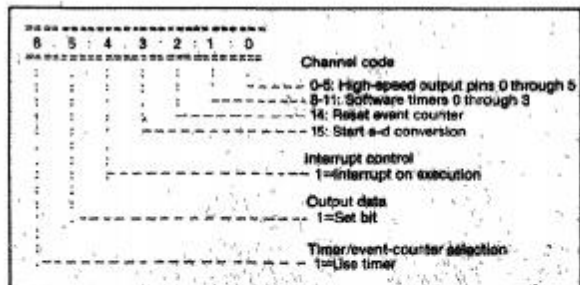 6 . 5 : 4 . 3 : 2 : 1 : 0
Channel code
0-5: High-speed output pins 0 through 5
8-11: Software timers 0 through 3
14: Reset event counter
15: Start a-d conversion
Interrupt control
1=Interrupt on execution
Output data
1=Set bit
Timer/event-counter selection
1=Use timer